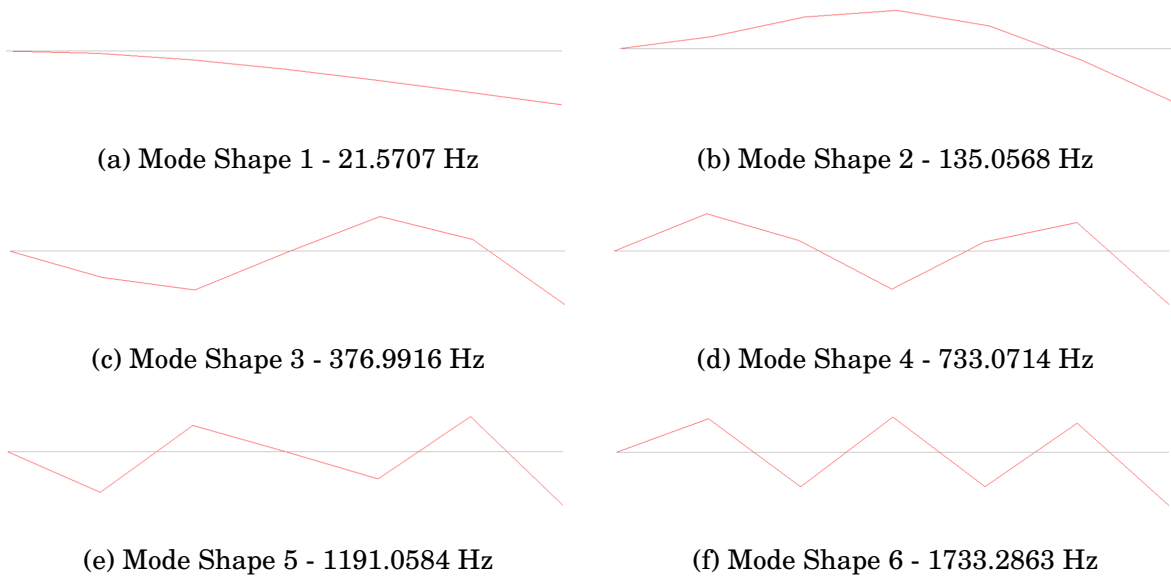 (a) Mode Shape 1 - 21.5707 Hz
(b) Mode Shape 2 - 135.0568 Hz
(c) Mode Shape 3 - 376.9916 Hz
(d) Mode Shape 4 - 733.0714 Hz
(e) Mode Shape 5 - 1191.0584 Hz
(f) Mode Shape 6 - 1733.2863 Hz